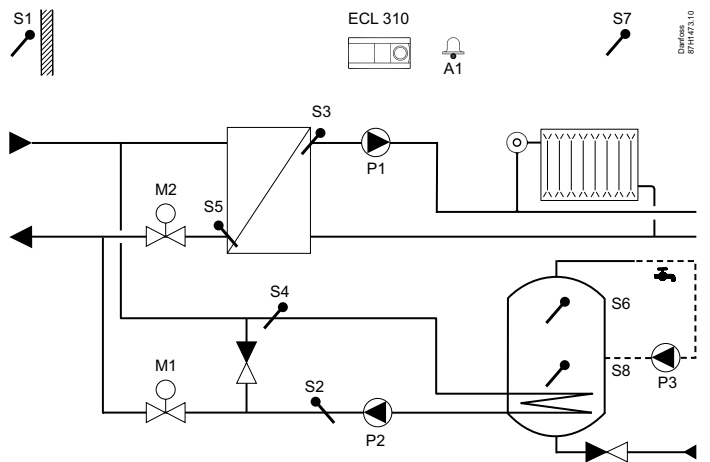 S1
ECL 310
A1
S7
Danfoss
87H1473.10
S3
P1
M2
S5
S4
S6
M1
S2
P2
S8
P3